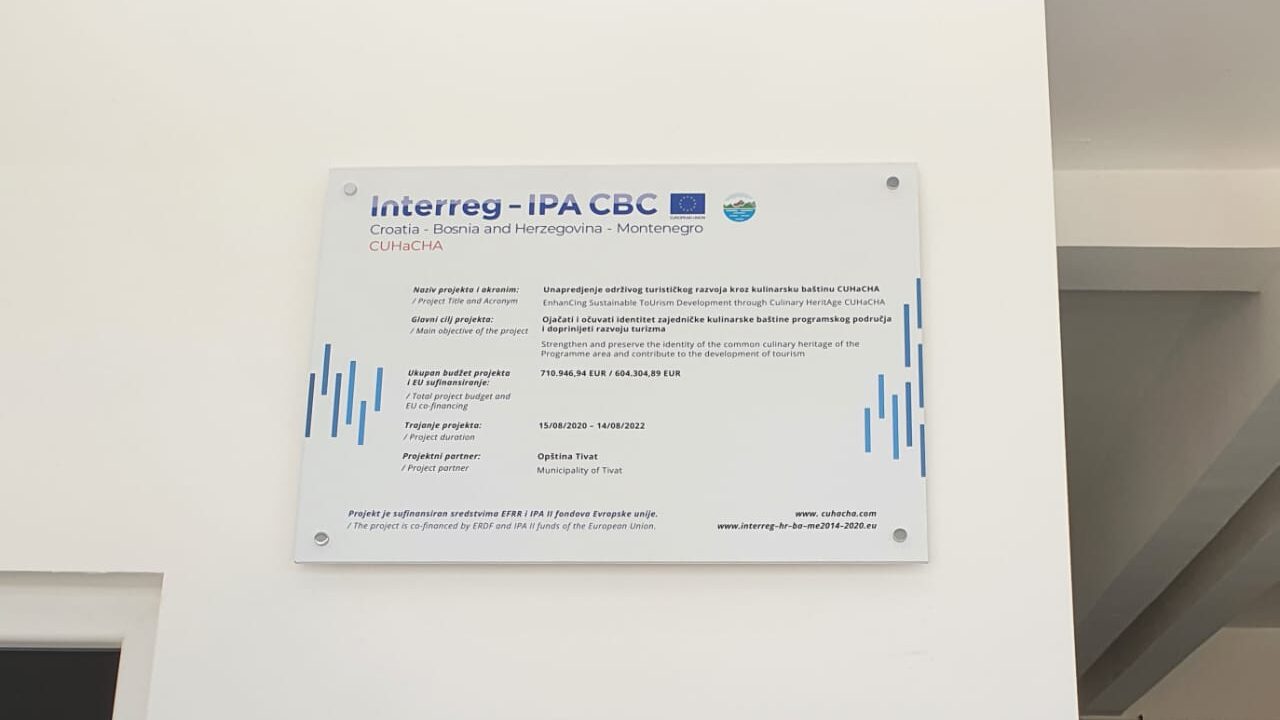 Interreg - IPA CBC
EUROPEAN UNION
Croatia - Bosnia and Herzegovina - Montenegro
CUHaCHA
Naziv projekta i akronim: Unapredjenje održivog turističkog razvoja kroz kulinarsku baštinu CUHaCHA
/ Project Title and Acronym EnhanCing Sustainable ToUrism Development through Culinary HeritAge CUHaCHA
Glavni cilj projekta: Ojačati i očuvati identitet zajedničke kulinarske baštine programskog područja
/ Main objective of the project i doprinijeti razvoju turizma
Strengthen and preserve the identity of the common culinary heritage of the
Programme area and contribute to the development of tourism
Ukupan budžet projekta 710.946,94 EUR / 604.304,89 EUR
i EU sufinansiranje:
/ Total project budget and
EU co-financing
Trajanje projekta: 15/08/2020 – 14/08/2022
/ Project duration
Projektni partner: Opština Tivat
/ Project partner Municipality of Tivat
Projekt je sufinansiran sredstvima EFRR i IPA II fondova Evropske unije. www. cuhacha.com
/ The project is co-financed by ERDF and IPA II funds of the European Union. www.interreg-hr-ba-me2014-2020.eu